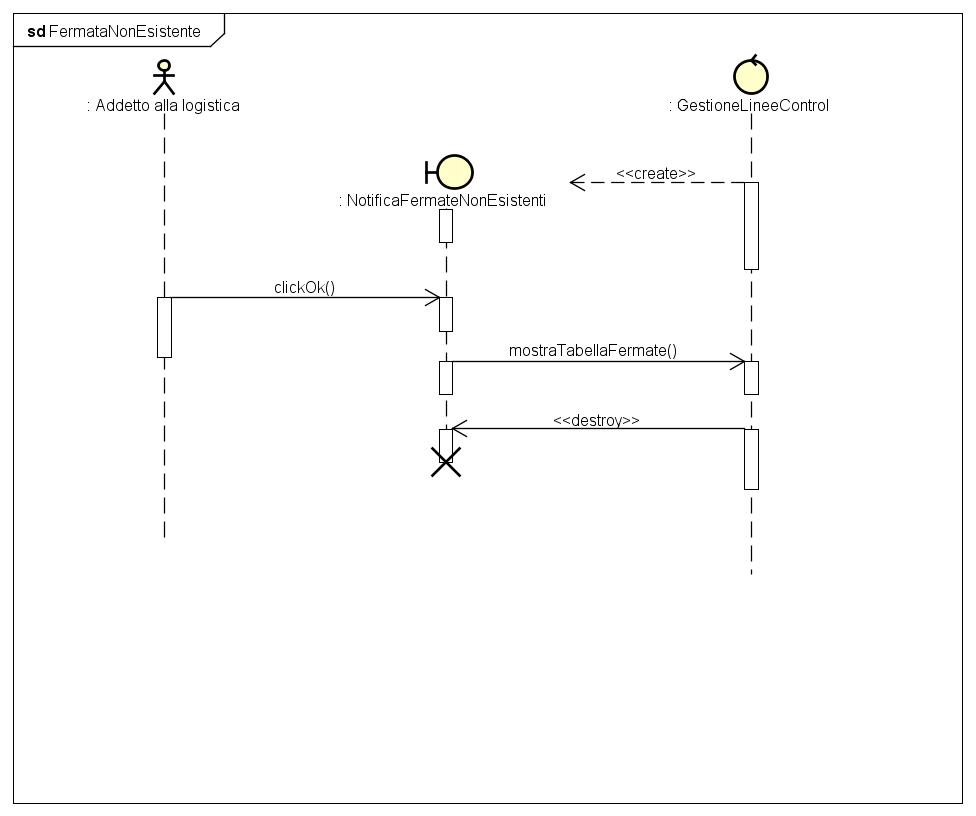 sd FermataNonEsistente
: Addetto alla logistica
: GestioneLineeControl
<<create>>
: NotificaFermateNonEsistenti
clickOk()
mostraTabellaFermate()
<<destroy>>